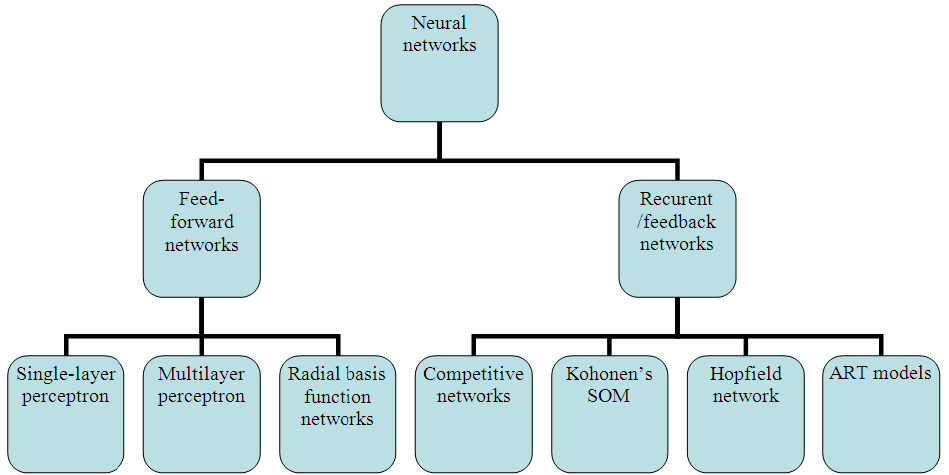 Neural
networks
Feed-
forward
networks
Recurent
/feedback
networks
Single-layer
perceptron
Multilayer
perceptron
Radial basis
function
networks
Competitive
networks
Kohonen's
SOM
Hopfield
network
ART models